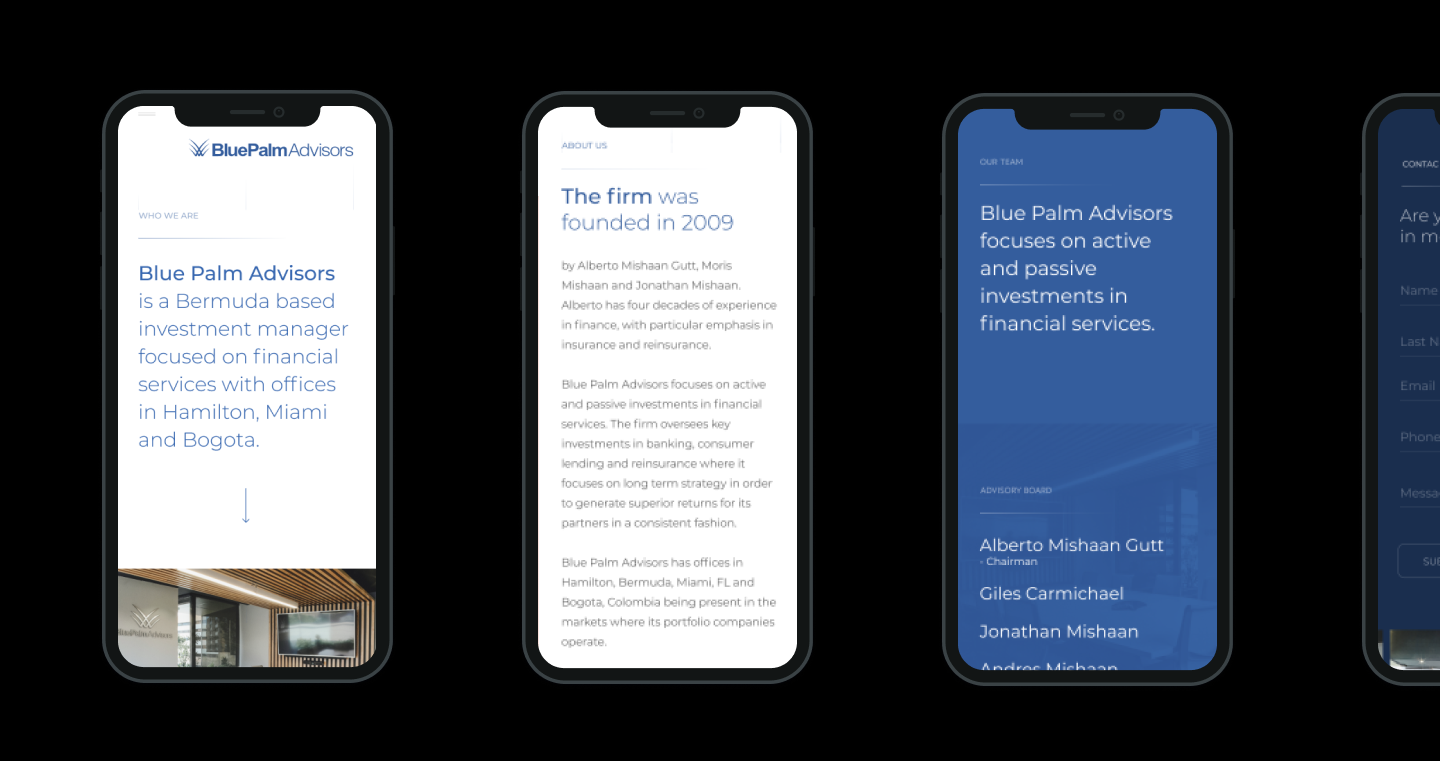 BluePalmAdvisors
WHO WE ARE
Blue Palm Advisors
is a Bermuda based
investment manager
focused on financial
services with offices
in Hamilton, Miami
and Bogota.
BluePalmAdvisors
ABOUT US
The firm was
founded in 2009
by Alberto Mishaan Gutt, Moris
Mishaan and Jonathan Mishaan.
Alberto has four decades of experience
in finance, with particular emphasis in
insurance and reinsurance.
Blue Palm Advisors focuses on active
and passive investments in financial
services. The firm oversees key
investments in banking, consumer
lending and reinsurance where it
focuses on long term strategy in order
to generate superior returns for its
partners in a consistent fashion.
Blue Palm Advisors has offices in
Hamilton, Bermuda, Miami, FL and
Bogota, Colombia being present in the
markets where its portfolio companies
operate.
OUR TEAM
Blue Palm Advisors
focuses on active
and passive
investments in
financial services.
ADVISORY BOARD
Alberto Mishaan Gutt
- Chairman
Giles Carmichael
Jonathan Mishaan
Andres Mishaan
CONTAC
Are y
in m
Name
Last N
Email
Phone
Messa
SUB